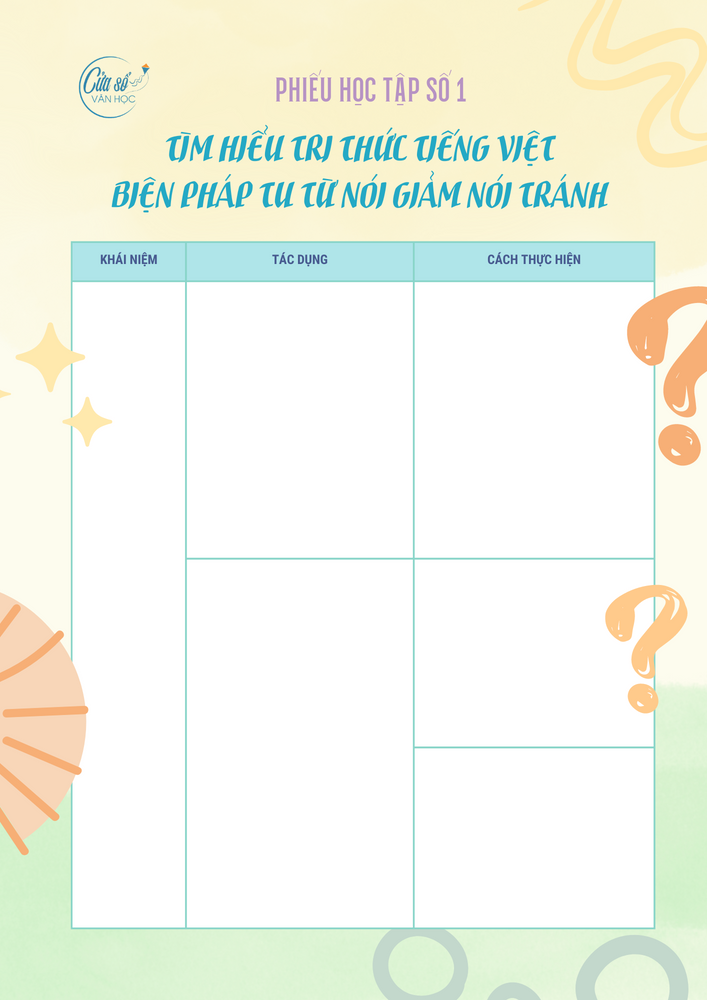 Cửa sổ
VĂN HỌC
PHIẾU HỌC TẬP SỐ 1
TÌM HIỂU TRI THỨC TIẾNG VIỆT
BIỆN PHÁP TU TỪ NÓI GIẢM NÓI TRÁNH
KHÁI NIỆM
TÁC DỤNG
CÁCH THỰC HIỆN